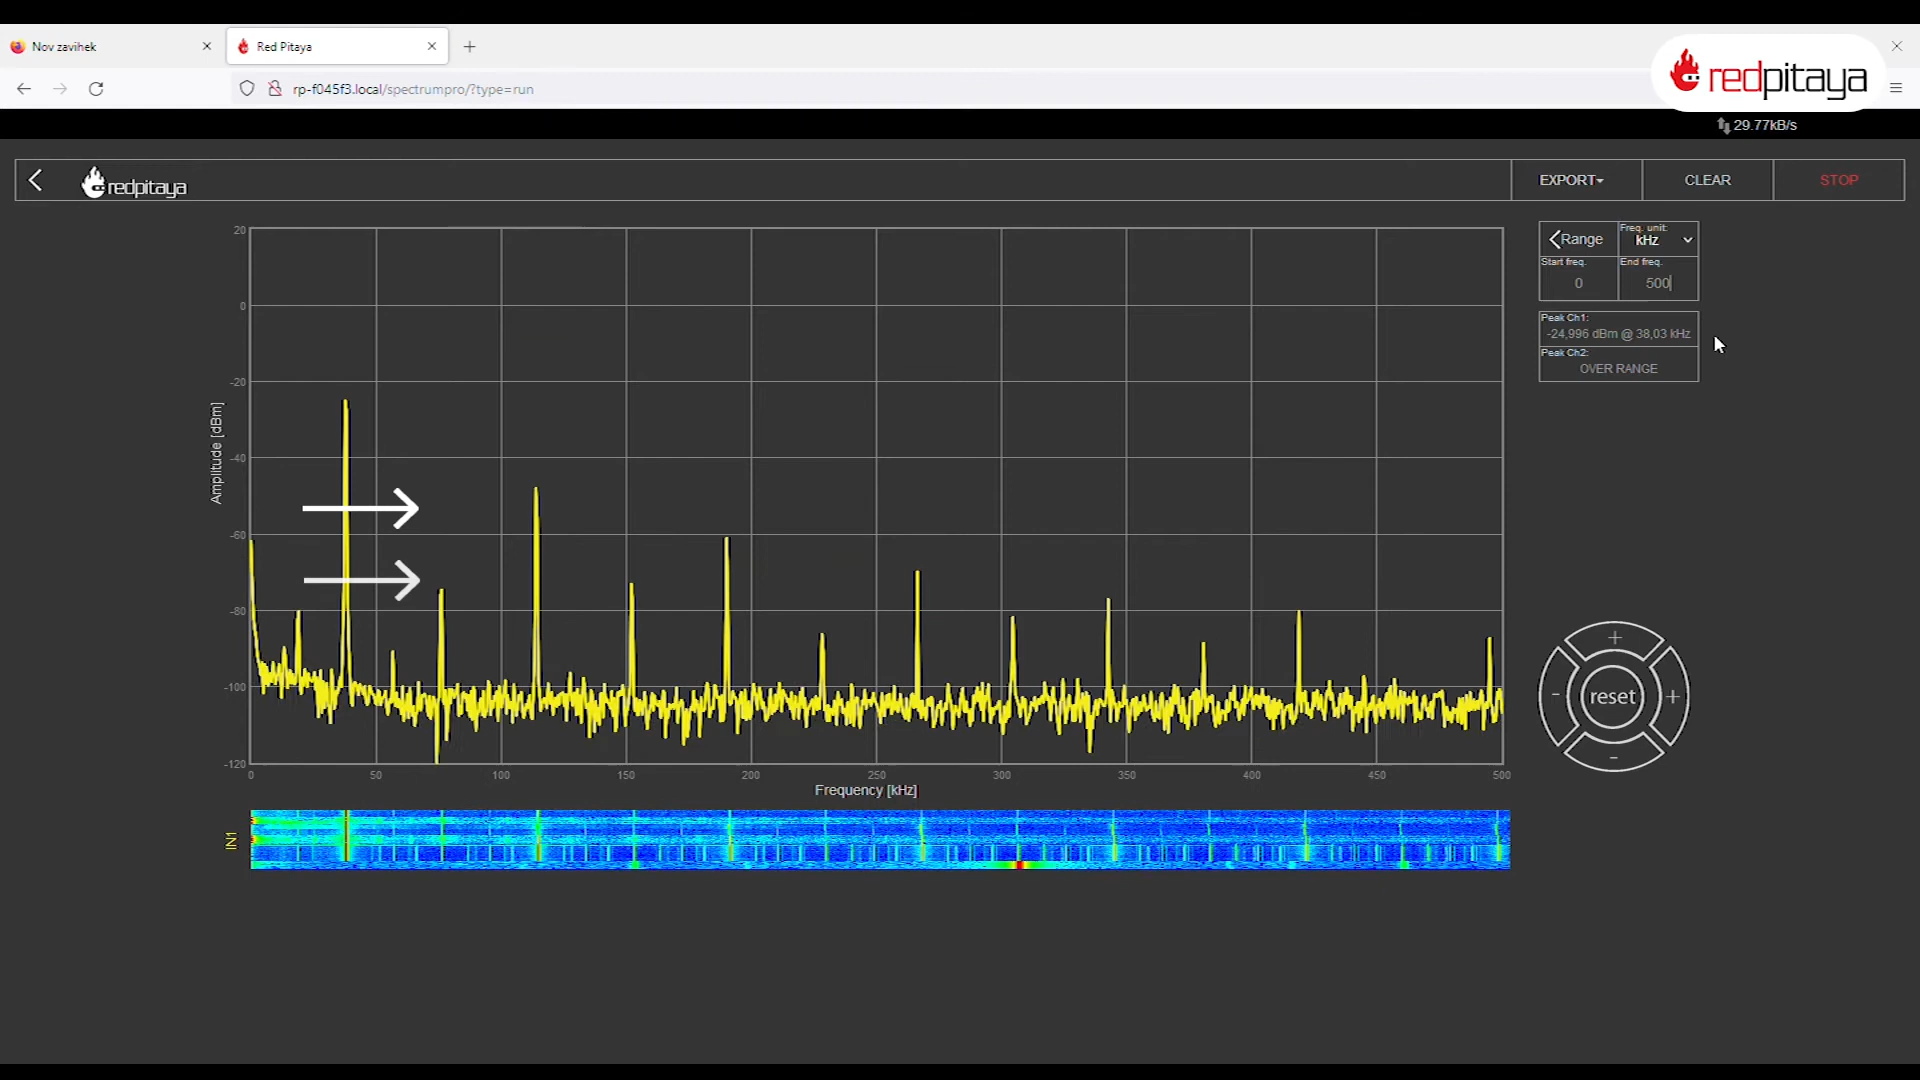 Nov zavihek
Red Pitaya
rp-f045f3.local/spectrumpro/?type=run
redpitaya
29.77kB/s
redpitaya
EXPORT
CLEAR
STOP
Range
Freq. unit:
kHz
Start freq.
End freq.
0
500
Peak Ch1:
-24,996 dBm @ 38,03 kHz
Peak Ch2:
OVER RANGE
20
0
-20
-40
-60
-80
-100
-120
Amplitude [dBm]
0
50
100
150
200
250
300
350
400
450
500
Frequency [kHz]
IN1
+
-
reset
+
-